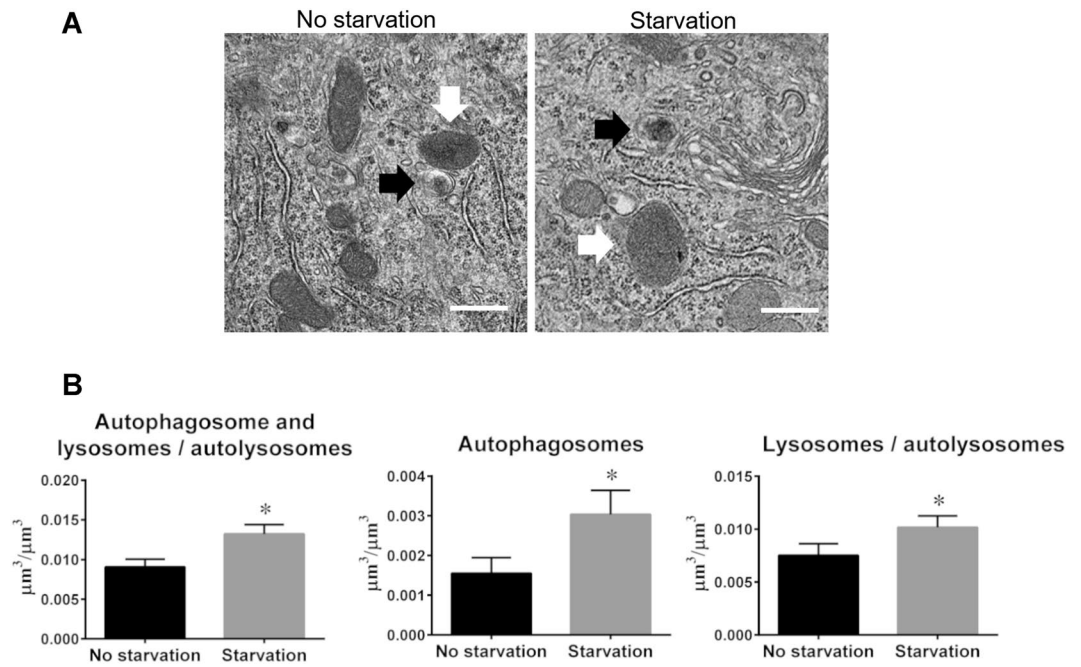 A
No starvation
Starvation
B
Autophagosome and
lysosomes / autolysosomes
0.020
0.015
0.010
0.005
0.000
μm³/μm³
*
No starvation
Starvation
Autophagosomes
0.004
0.003
0.002
0.001
0.000
μm³/μm³
*
No starvation
Starvation
Lysosomes / autolysosomes
0.015
0.010
0.005
0.000
μm³/μm³
*
No starvation
Starvation